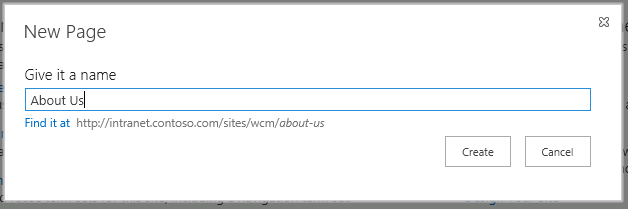 New Page
Give it a name
About Us
Find it at http://intranet.contoso.com/sites/wcm/about-us
Create Cancel